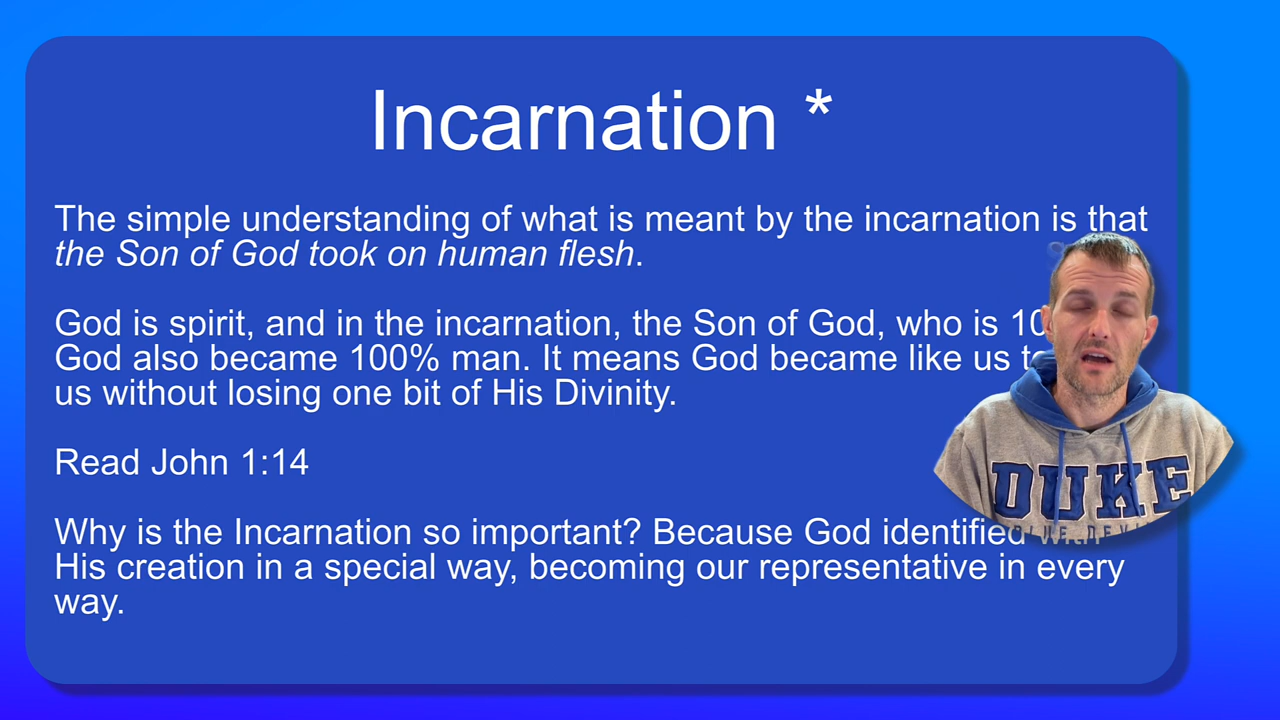 Incarnation *
The simple understanding of what is meant by the incarnation is that
the Son of God took on human flesh.
God is spirit, and in the incarnation, the Son of God, who is
God also became 100% man. It means God became like us
us without losing one bit of His Divinity.
Read John 1:14
Why is the Incarnation so important? Because God identified
His creation in a special way, becoming our representative in every
way.
DUKE